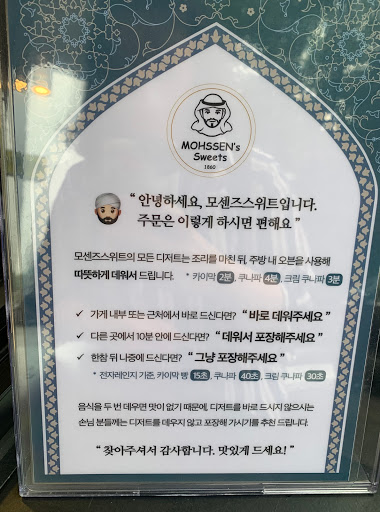 MOHSSEN's
Sweets
1860
“ 안녕하세요, 모센즈스위트입니다.
주문은 이렇게 하시면 편해요 ”
모센즈스위트의 모든 디저트는 조리를 마친 뒤, 주방 내 오븐을 사용해
따뜻하게 데워서 드립니다. * 카이막 2분, 쿠나파 4분, 크림 쿠나파 3분
✓ 가게 내부 또는 근처에서 바로 드신다면? “ 바로 데워주세요 ”
✓ 다른 곳에서 10분 안에 드신다면? “ 데워서 포장해주세요 ”
✓ 한참 뒤 나중에 드신다면? “ 그냥 포장해주세요 ”
* 전자레인지 기준, 카이막 빵 15초, 쿠나파 40초, 크림 쿠나파 30초
음식을 두 번 데우면 맛이 없기 때문에, 디저트를 바로 드시지 않으시는
손님 분들께는 디저트를 데우지 않고 포장해 가시기를 추천 드립니다.
“ 찾아주셔서 감사합니다. 맛있게 드세요! ”